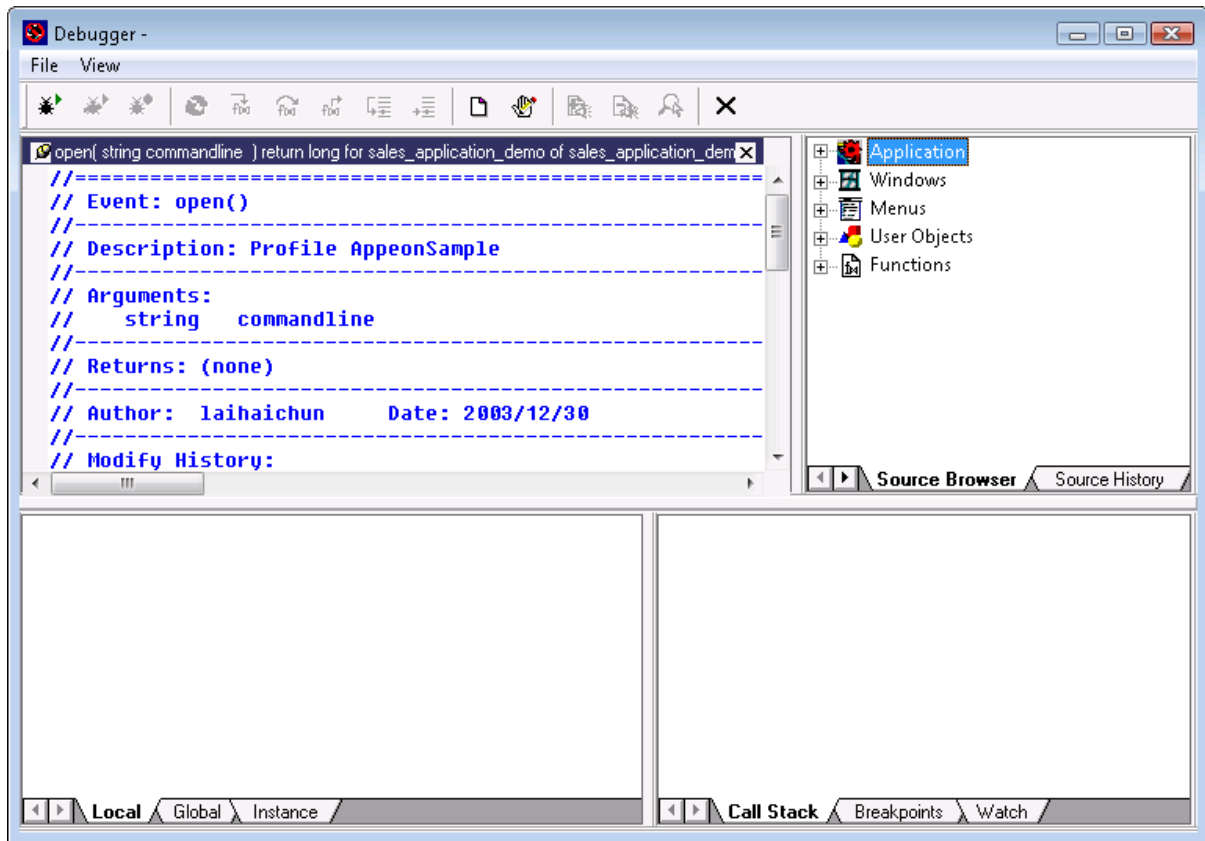 Debugger -
File View
open( string commandline ) return long for sales_application_demo of sales_application_dem
//========================================================
// Event: open()
//--------------------------------------------------------
// Description: Profile AppeonSample
//--------------------------------------------------------
// Arguments:
// string commandline
//--------------------------------------------------------
// Returns: (none)
//--------------------------------------------------------
// Author: laihaichun Date: 2003/12/30
//--------------------------------------------------------
// Modify History:
Application
Windows
Menus
User Objects
Functions
Source Browser Source History
Local Global Instance
Call Stack Breakpoints Watch